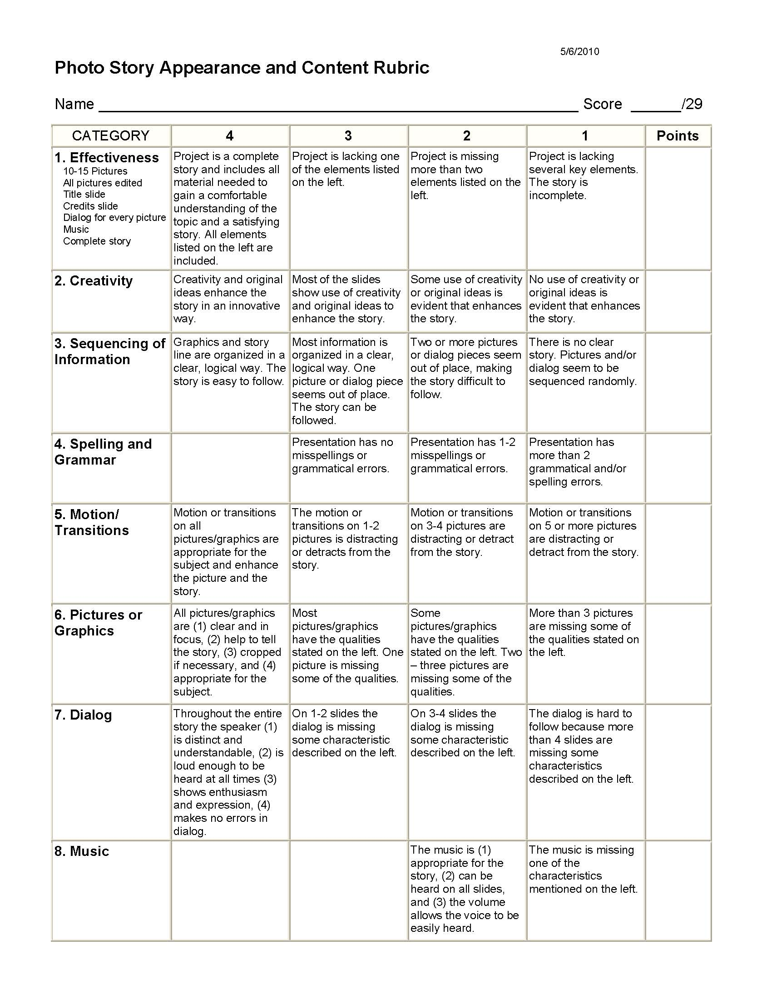 5/6/2010
Photo Story Appearance and Content Rubric
Name ______ Score ______/29
CATEGORY
4
3
2
1
Points
1. Effectiveness
10-15 Pictures
All pictures edited
Title slide
Credits slide
Dialog for every picture
Music
Complete story
Project is a complete
story and includes all
material needed to
gain a comfortable
understanding of the
topic and a satisfying
story. All elements
listed on the left are
included.
Project is lacking one
of the elements listed
on the left.
Project is missing
more than two
elements listed on the
left.
Project is lacking
several key elements.
The story is
incomplete.
2. Creativity
Creativity and original
ideas enhance the
story in an innovative
way.
Most of the slides
show use of creativity
and original ideas to
enhance the story.
Some use of creativity
or original ideas is
evident that enhances
the story.
No use of creativity or
original ideas is
evident that enhances
the story.
3. Sequencing of
Information
Graphics and story
line are organized in a
clear, logical way. The
story is easy to follow.
Most information is
organized in a clear,
logical way. One
picture or dialog piece
seems out of place.
The story can be
followed.
Two or more pictures
or dialog pieces seem
out of place, making
the story difficult to
follow.
There is no clear
story. Pictures and/or
dialog seem to be
sequenced randomly.
4. Spelling and
Grammar
Presentation has no
misspellings or
grammatical errors.
Presentation has 1-2
misspellings or
grammatical errors.
Presentation has
more than 2
grammatical and/or
spelling errors.
5. Motion/
Transitions
Motion or transitions
on all
pictures/graphics are
appropriate for the
subject and enhance
the picture and the
story.
The motion or
transitions on 1-2
pictures is distracting
or detracts from the
story.
Motion or transitions
on 3-4 pictures are
distracting or detract
from the story.
Motion or transitions
on 5 or more pictures
are distracting or
detract from the story.
6. Pictures or
Graphics
All pictures/graphics
are (1) clear and in
focus, (2) help to tell
the story, (3) cropped
if necessary, and (4)
appropriate for the
subject.
Most
pictures/graphics
have the qualities
stated on the left. One
picture is missing
some of the qualities.
Some
pictures/graphics
have the qualities
stated on the left. Two
– three pictures are
missing some of the
qualities.
More than 3 pictures
are missing some of
the qualities stated on
the left.
7. Dialog
Throughout the entire
story the speaker (1)
is distinct and
understandable, (2) is
loud enough to be
heard at all times (3)
shows enthusiasm
and expression, (4)
makes no errors in
dialog.
On 1-2 slides the
dialog is missing
some characteristic
described on the left.
On 3-4 slides the
dialog is missing
some characteristic
described on the left.
The dialog is hard to
follow because more
than 4 slides are
missing some
characteristics
described on the left.
8. Music
The music is (1)
appropriate for the
story, (2) can be
heard on all slides,
and (3) the volume
allows the voice to be
easily heard.
The music is missing
one of the
characteristics
mentioned on the left.